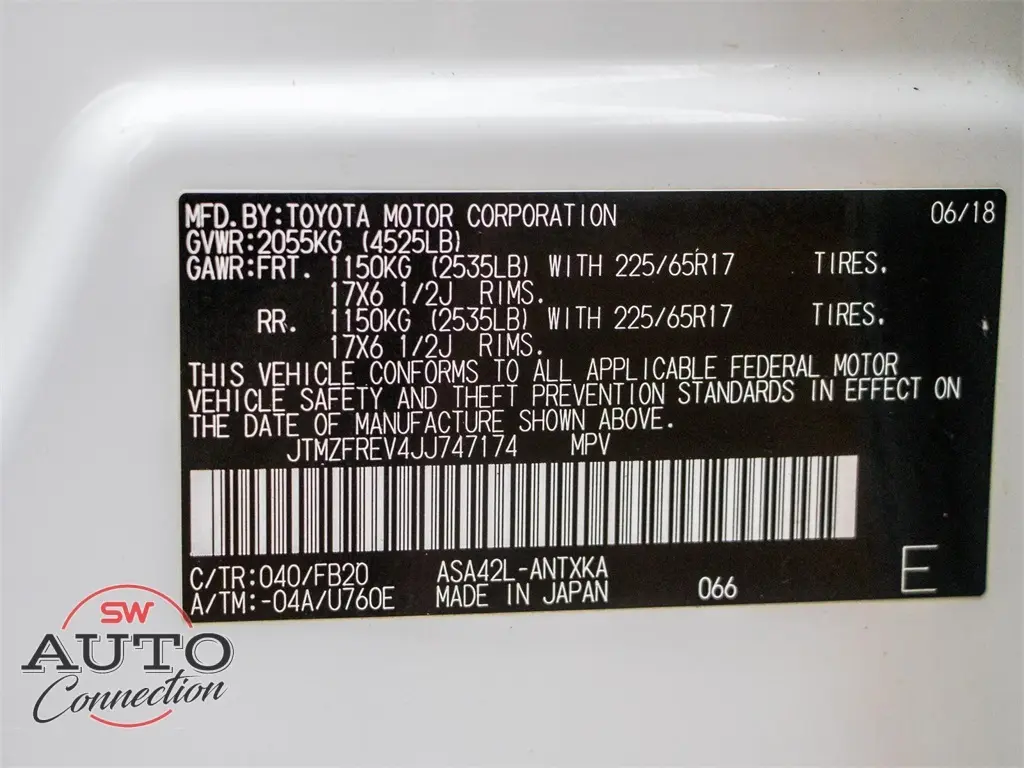 MFD.BY:TOYOTA MOTOR CORPORATION 06/18
GVWR:2055KG (4525LB)
GAWR:FRT. 1150KG (2535LB) WITH 225/65R17 TIRES.
17X6 1/2J RIMS.
RR. 1150KG (2535LB) WITH 225/65R17 TIRES.
17X6 1/2J RIMS.
THIS VEHICLE CONFORMS TO ALL APPLICABLE FEDERAL MOTOR
VEHICLE SAFETY AND THEFT PREVENTION STANDARDS IN EFFECT ON
THE DATE OF MANUFACTURE SHOWN ABOVE.
JTMZFREV4JJ747174 MPV
C/TR:040/FB20 ASA42L-ANTXKA
A/TM:-04A/U760E MADE IN JAPAN 066 E
SW
AUTO
Connection